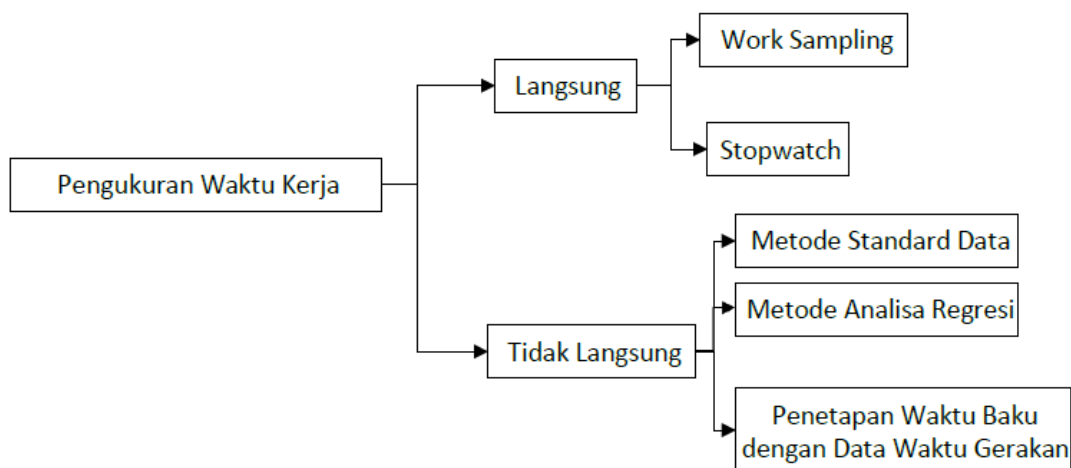 Work Sampling
Langsung
Stopwatch
Pengukuran Waktu Kerja
Metode Standard Data
Metode Analisa Regresi
Tidak Langsung
Penetapan Waktu Baku
dengan Data Waktu Gerakan